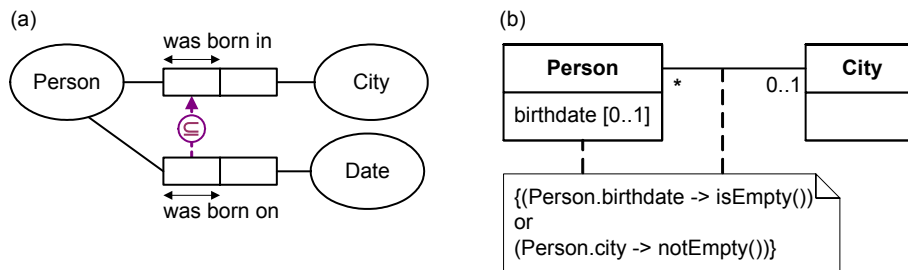 (a)
was born in
Person
City
⊆
Date
was born on
(b)
Person
City
*
0..1
birthdate [0..1]
{(Person.birthdate -> isEmpty())
or
(Person.city -> notEmpty())}